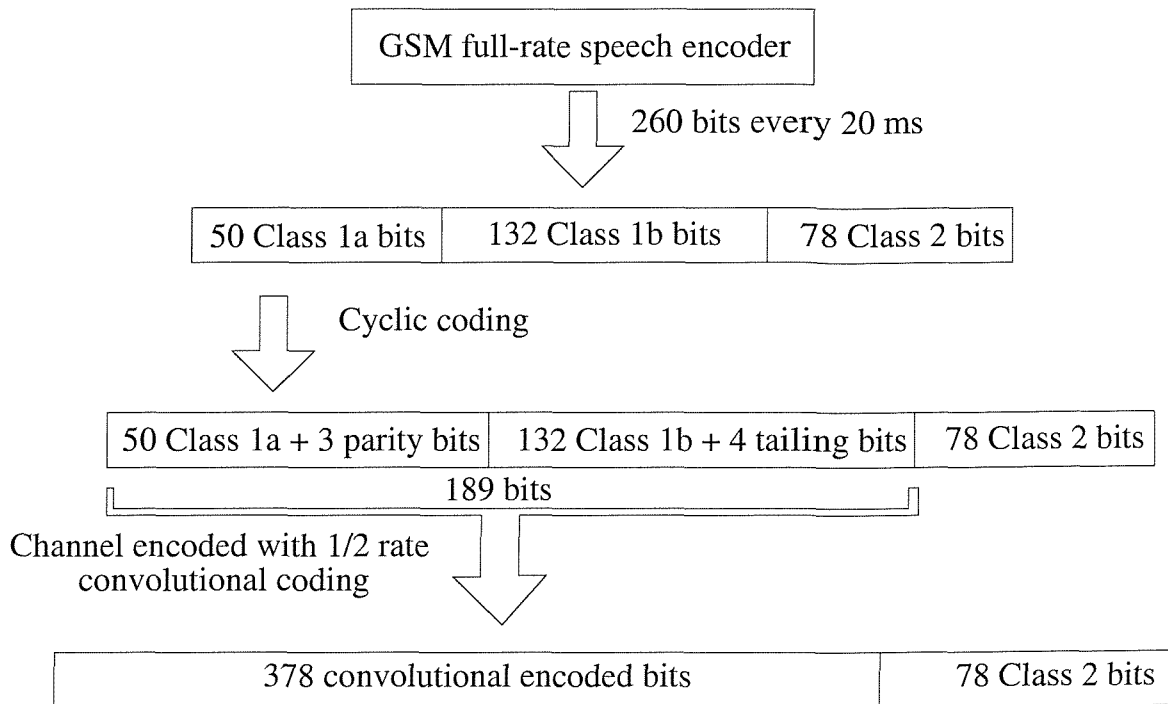 GSM full-rate speech encoder
260 bits every 20 ms
50 Class 1a bits
132 Class 1b bits
78 Class 2 bits
Cyclic coding
50 Class 1a + 3 parity bits
132 Class 1b + 4 tailing bits
78 Class 2 bits
189 bits
Channel encoded with 1/2 rate
convolutional coding
378 convolutional encoded bits
78 Class 2 bits